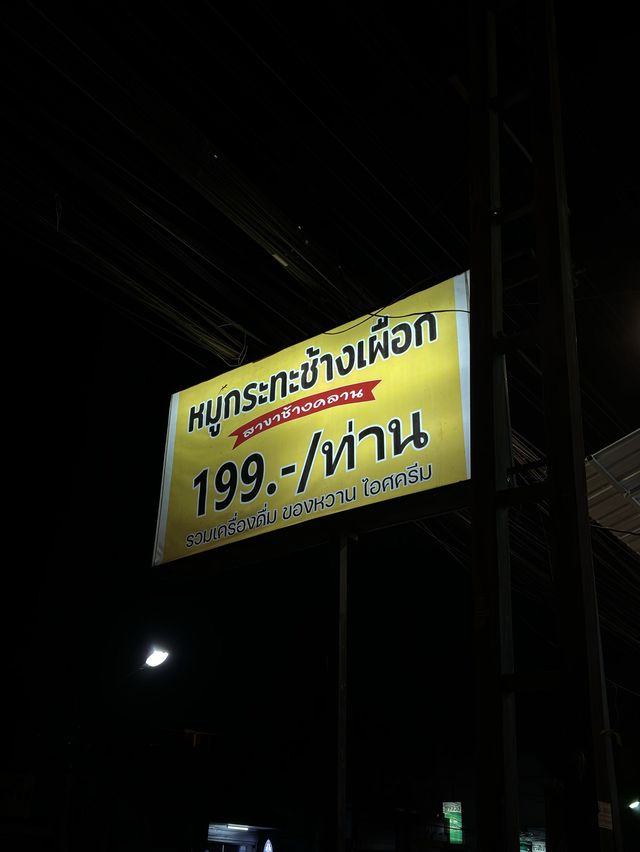 หมูกระทะช้างเผือก
สาขาช้างคลาน
199.-/ท่าน
รวมเครื่องดื่ม ของหวาน ไอศครีม